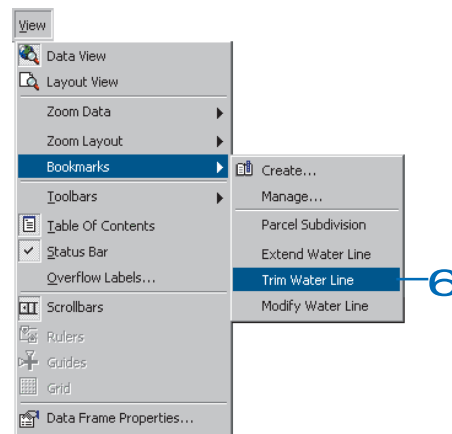 View
Data View
Layout View
Zoom Data
Zoom Layout
Bookmarks
Create...
Manage...
Toolbars
Parcel Subdivision
Table Of Contents
Extend Water Line
Status Bar
Overflow Labels...
Trim Water Line
6
Scrollbars
Modify Water Line
Rulers
Guides
Grid
Data Frame Properties...